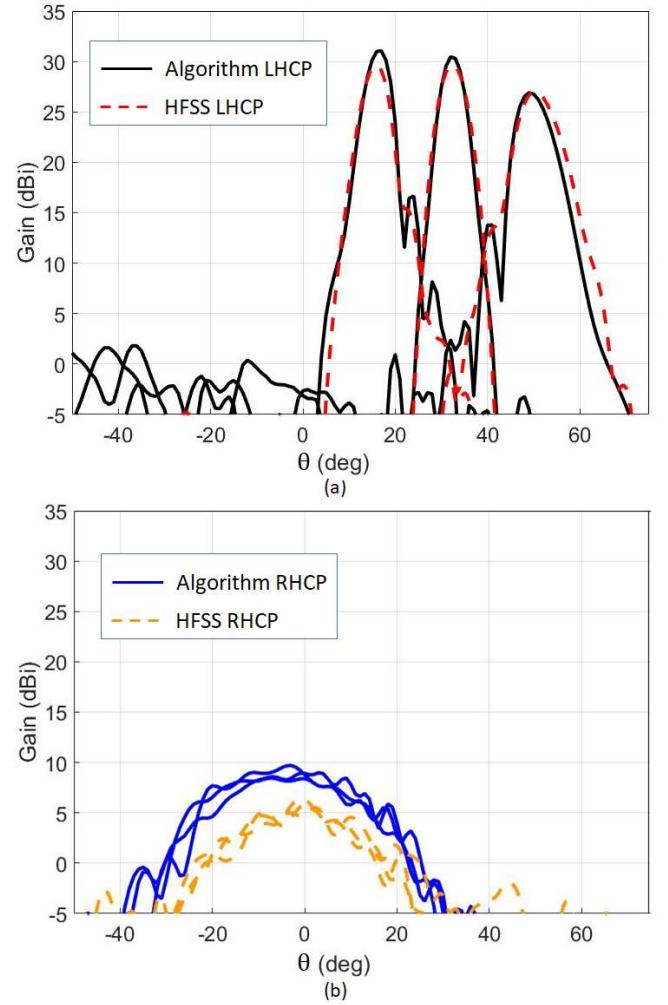 35
30
25
20
15
10
5
0
-5
Gain (dBi)
Algorithm LHCP
HFSS LHCP
-40 -20 0 20 40 60
θ (deg)
(a)
35
30
25
20
15
10
5
0
-5
Gain (dBi)
Algorithm RHCP
HFSS RHCP
-40 -20 0 20 40 60
θ (deg)
(b)